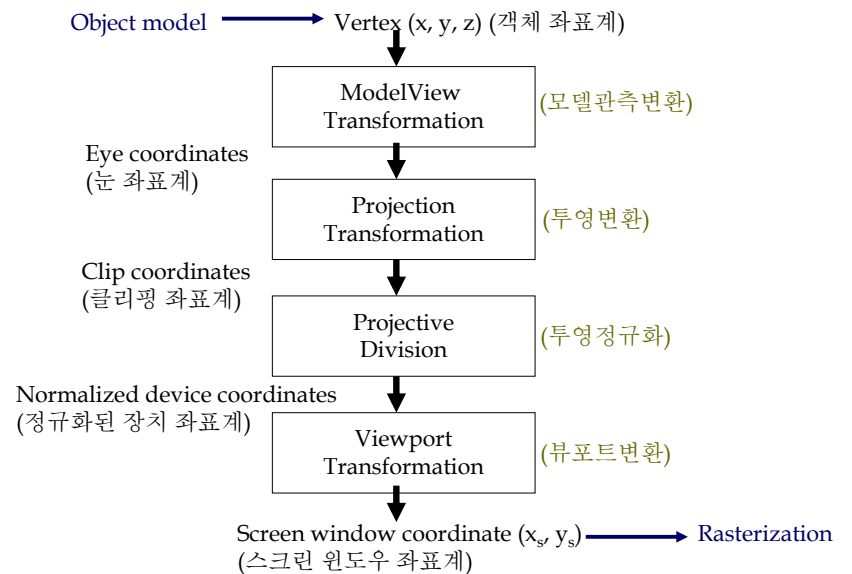 Object model
Vertex (x, y, z) (객체 좌표계)
ModelView
Transformation
(모델관측변환)
Eye coordinates
(눈 좌표계)
Projection
Transformation
(투영변환)
Clip coordinates
(클리핑 좌표계)
Projective
Division
(투영정규화)
Normalized device coordinates
(정규화된 장치 좌표계)
Viewport
Transformation
(뷰포트변환)
Screen window coordinate (xs, ys)
(스크린 윈도우 좌표계)
Rasterization